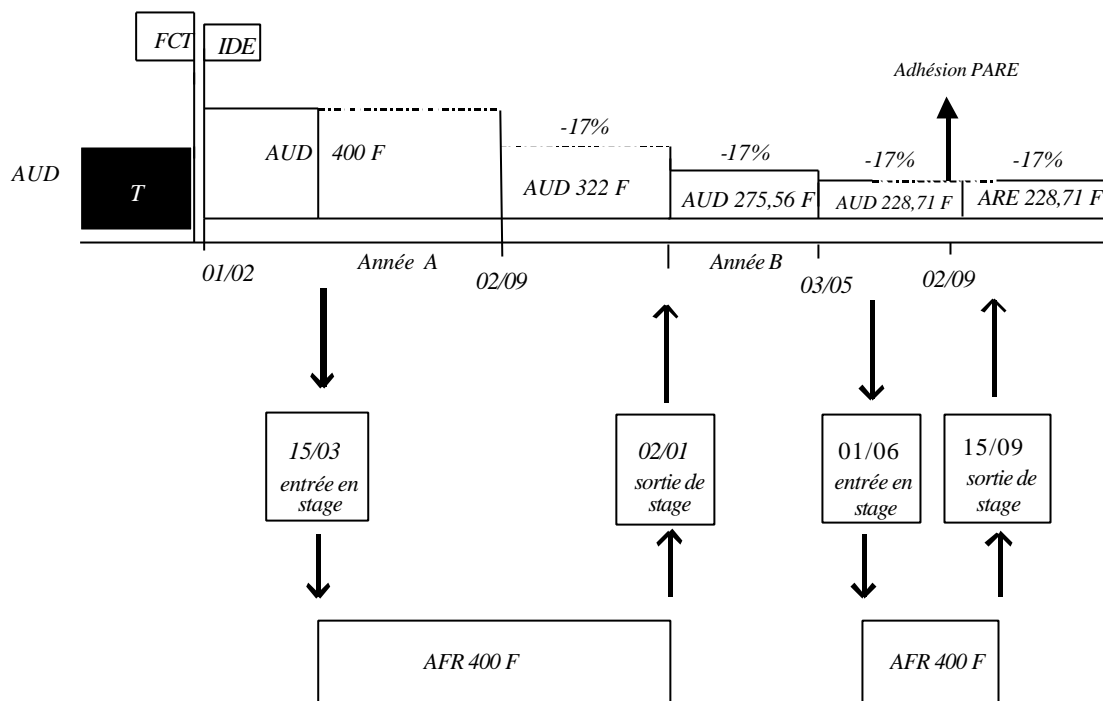 FCT IDE
Adhésion PARE
-17%
-17%
-17%
-17%
AUD
T
AUD 400 F
AUD 322 F
AUD 275,56 F
AUD 228,71 F
ARE 228,71 F
01/02
Année A
02/09
Année B
03/05
02/09
15/03
entrée en
stage
02/01
sortie de
stage
01/06
entrée en
stage
15/09
sortie de
stage
AFR 400 F
AFR 400 F